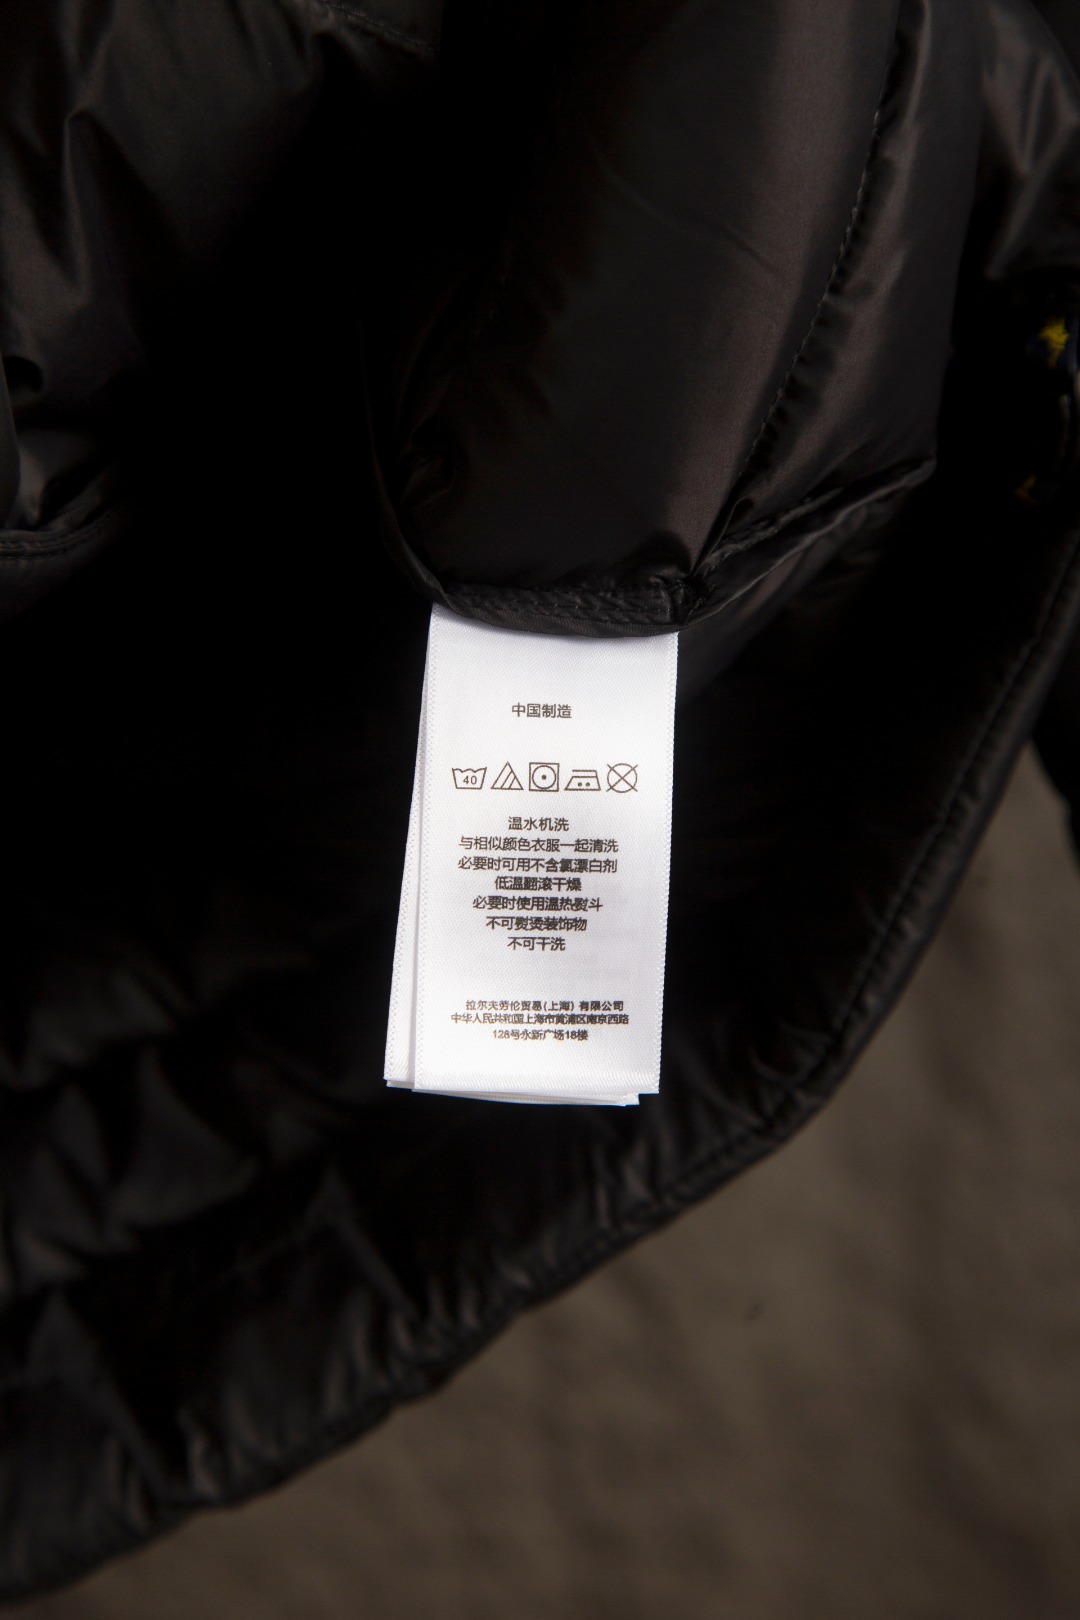 中国制造
40
温水机洗
与相似颜色衣服一起清洗
必要时可用不含氯漂白剂
低温翻滚干燥
必要时使用温热熨斗
不可熨烫装饰物
不可干洗
拉尔夫劳伦贸易(上海)有限公司
中华人民共和国上海市黄浦区南京西路
128号永新广场18楼